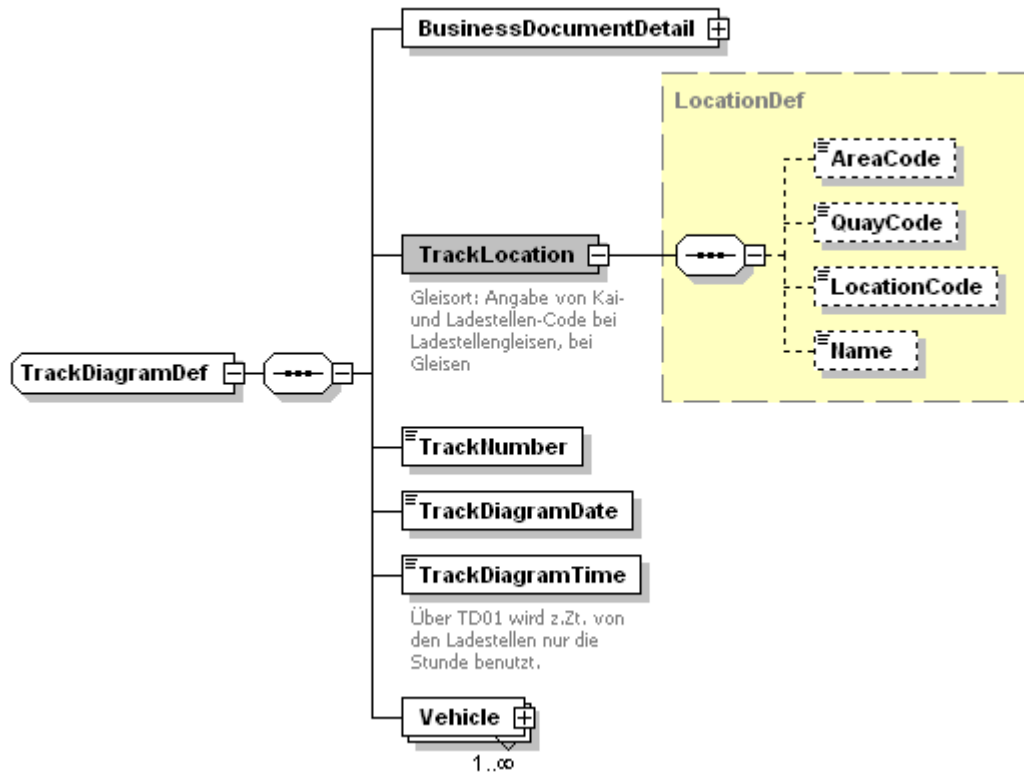 BusinessDocumentDetail
LocationDef
AreaCode
QuayCode
TrackLocation
LocationCode
Gleisort: Angabe von Kai-
und Ladestellen-Code bei
Ladestellengleisen, bei
Gleisen
Name
TrackDiagramDef
TrackNumber
TrackDiagramDate
TrackDiagramTime
Über TD01 wird z.Zt. von
den Ladestellen nur die
Stunde benutzt.
Vehicle
1..∞